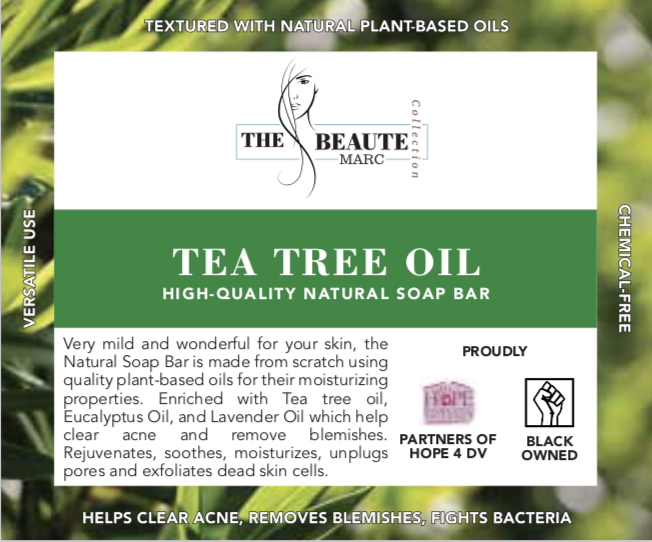 TEXTURED WITH NATURAL PLANT-BASED OILS
THE BEAUTE
MARC
Collection
VERSATILE USE
CHEMICAL-FREE
TEA TREE OIL
HIGH-QUALITY NATURAL SOAP BAR
Very mild and wonderful for your skin, the
Natural Soap Bar is made from scratch using
quality plant-based oils for their moisturizing
properties. Enriched with Tea tree oil,
Eucalyptus Oil, and Lavender Oil which help
clear acne and remove blemishes.
Rejuvenates, soothes, moisturizes, unplugs
pores and exfoliates dead skin cells.
PROUDLY
HOPE
PARTNERS OF
HOPE 4 DV
BLACK
OWNED
HELPS CLEAR ACNE, REMOVES BLEMISHES, FIGHTS BACTERIA